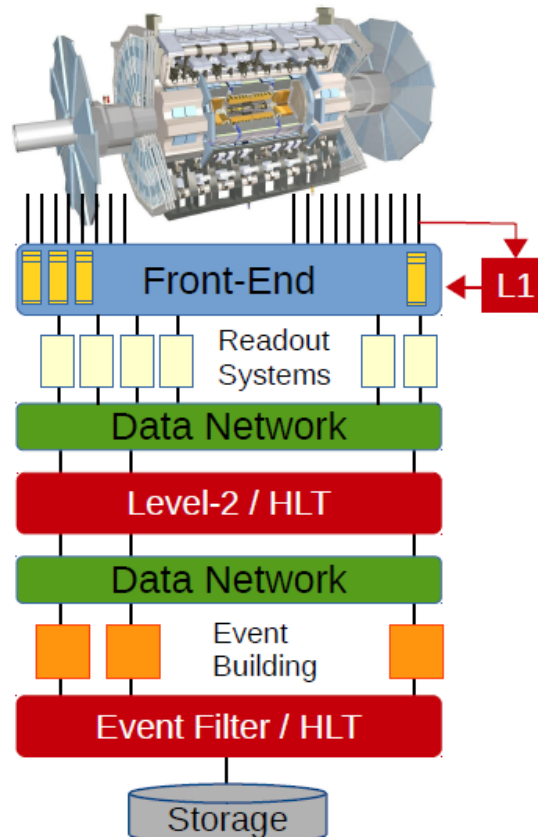 Front-End
L1
Readout
Systems
Data Network
Level-2 / HLT
Data Network
Event
Building
Event Filter / HLT
Storage